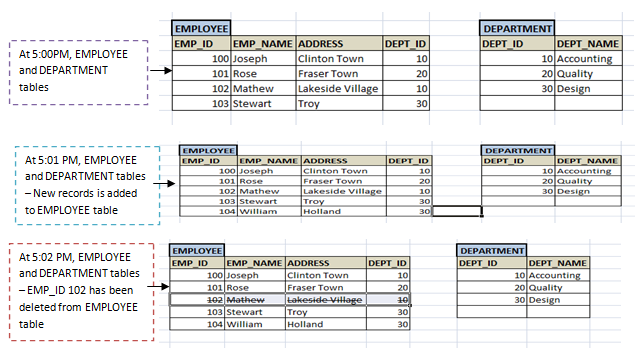 At 5:00PM, EMPLOYEE
and DEPARTMENT
tables
EMPLOYEE
EMP_ID EMP_NAME ADDRESS DEPT_ID
100 Joseph Clinton Town 10
101 Rose Fraser Town 20
102 Mathew Lakeside Village 10
103 Stewart Troy 30
DEPARTMENT
DEPT_ID DEPT_NAME
10 Accounting
20 Quality
30 Design
At 5:01 PM, EMPLOYEE
and DEPARTMENT tables
– New records is added
to EMPLOYEE table
EMPLOYEE
EMP_ID EMP_NAME ADDRESS DEPT_ID
100 Joseph Clinton Town 10
101 Rose Fraser Town 20
102 Mathew Lakeside Village 10
103 Stewart Troy 30
104 William Holland 30
DEPARTMENT
DEPT_ID DEPT_NAME
10 Accounting
20 Quality
30 Design
At 5:02 PM, EMPLOYEE
and DEPARTMENT tables
– EMP_ID 102 has been
deleted from EMPLOYEE
table
EMPLOYEE
EMP_ID EMP_NAME ADDRESS DEPT_ID
100 Joseph Clinton Town 10
101 Rose Fraser Town 20
102 Mathew Lakeside Village 10
103 Stewart Troy 30
104 William Holland 30
DEPARTMENT
DEPT_ID DEPT_NAME
10 Accounting
20 Quality
30 Design